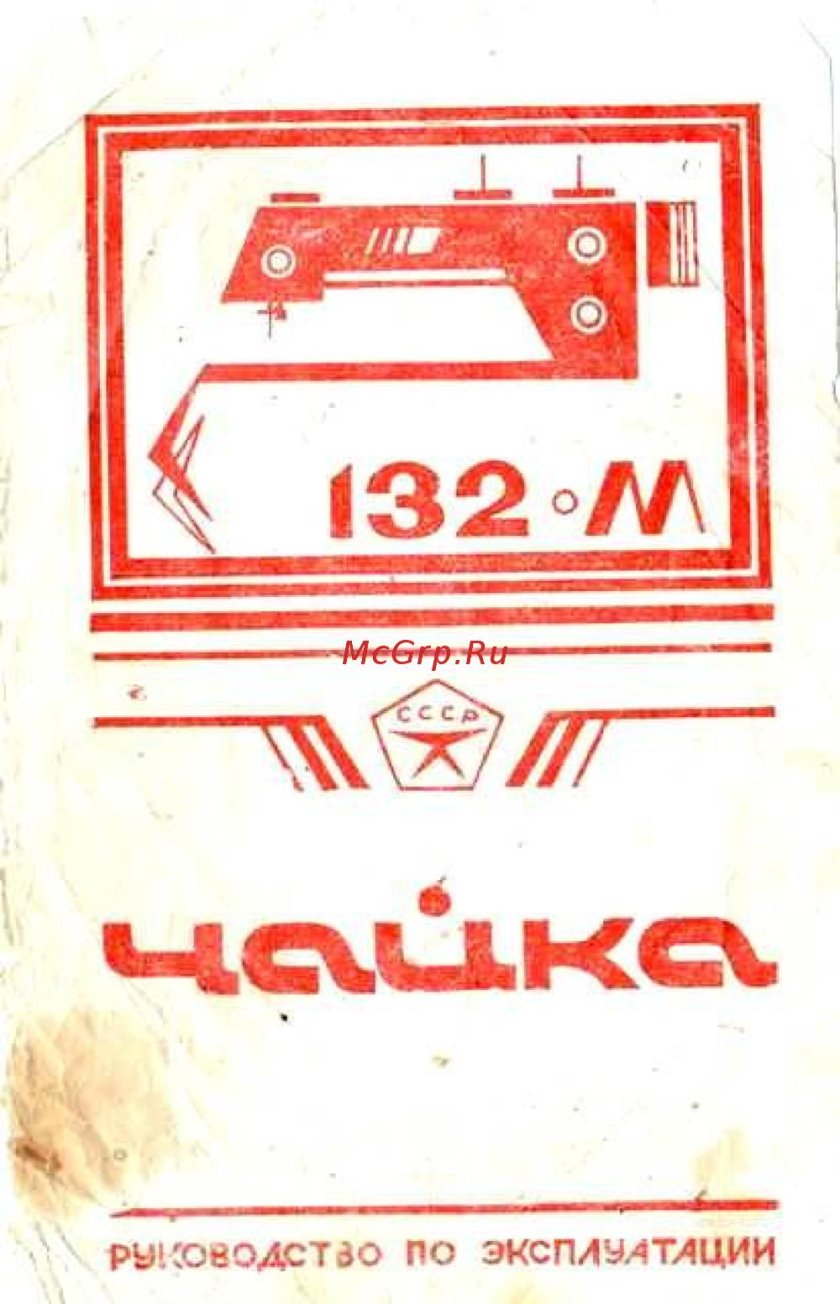 132·М
McGrp.Ru
СССР
Чайка
РУКОВОДСТВО ПО ЭКСПЛУАТАЦИИ